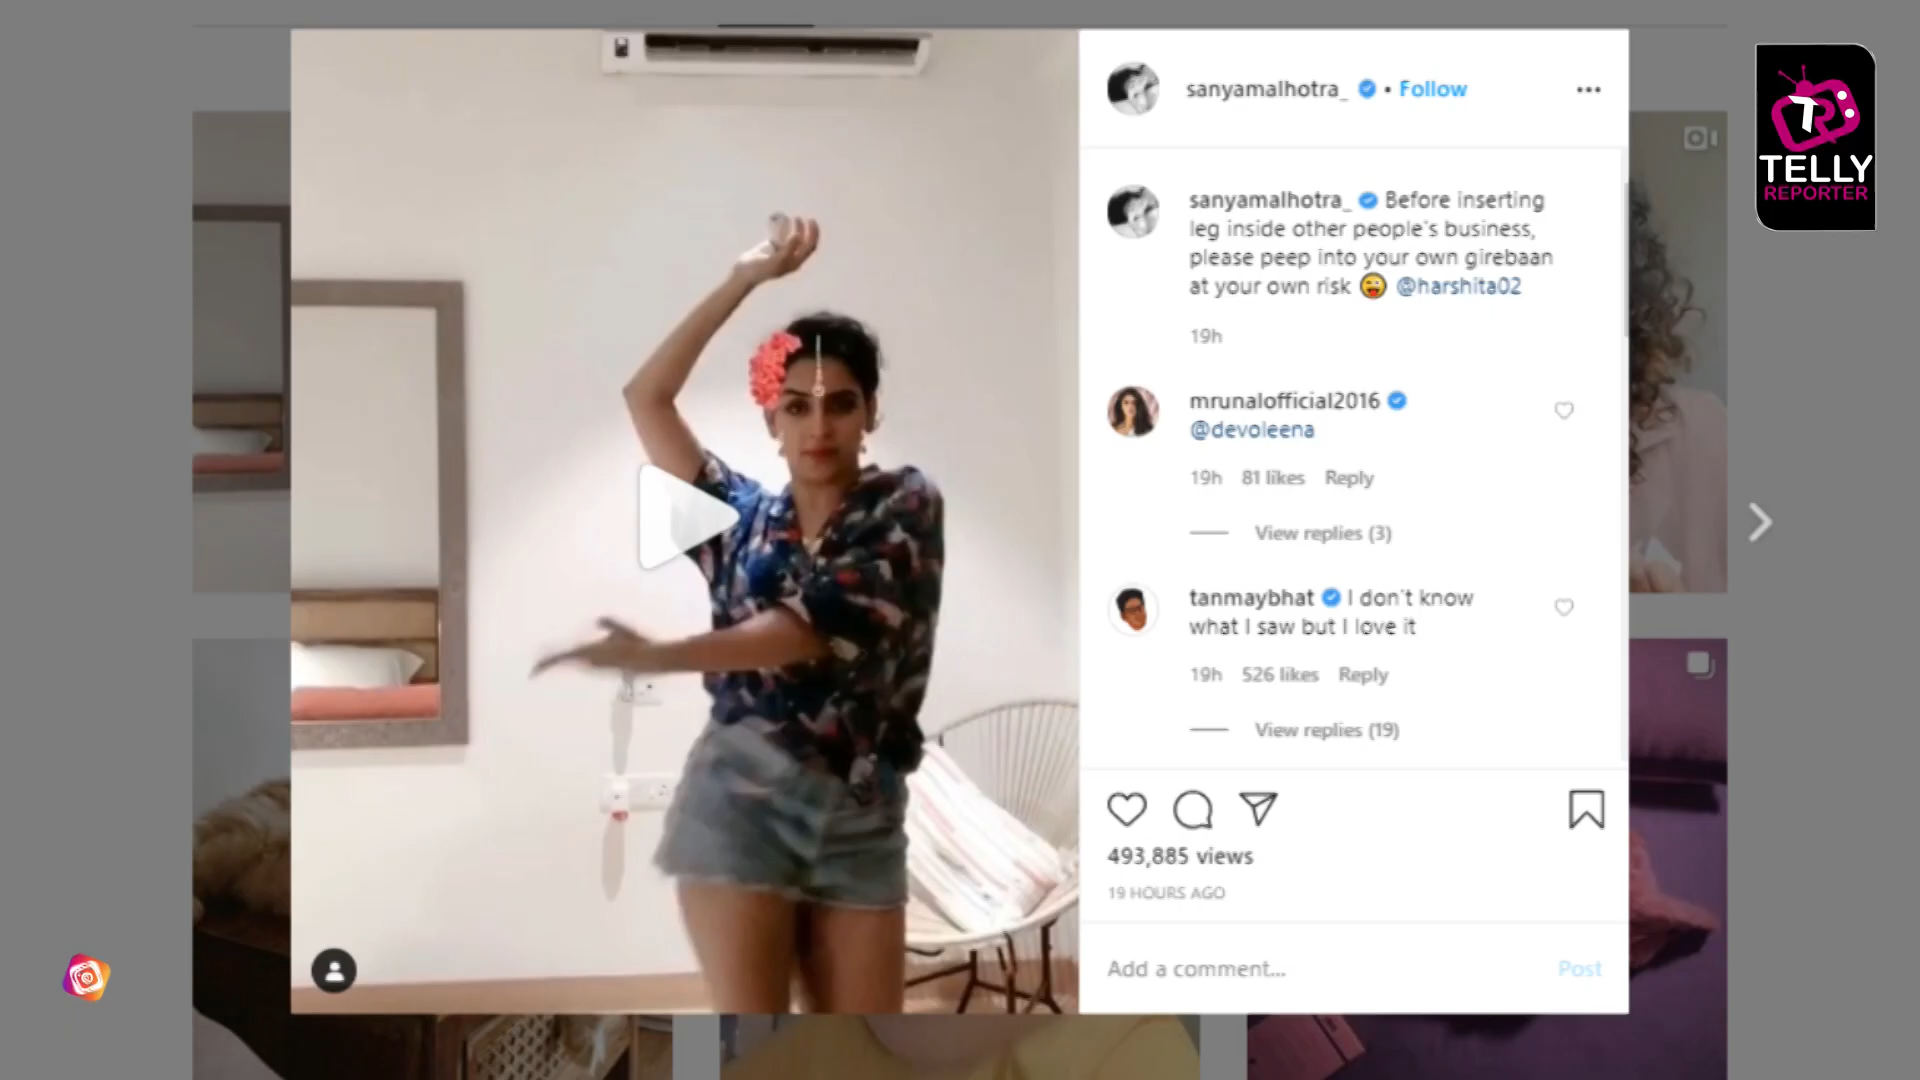 sanyamalhotra_ • Follow
sanyamalhotra_ Before inserting
leg inside other people's business,
please peep into your own girebaan
at your own risk 😜 @harshita02
19h
mrunalofficial2016
@devoleena
19h 81 likes Reply
View replies (3)
tanmaybhat I don't know
what I saw but I love it
19h 526 likes Reply
View replies (19)
493,885 views
19 HOURS AGO
Add a comment... Post
TR
TELLY
REPORTER